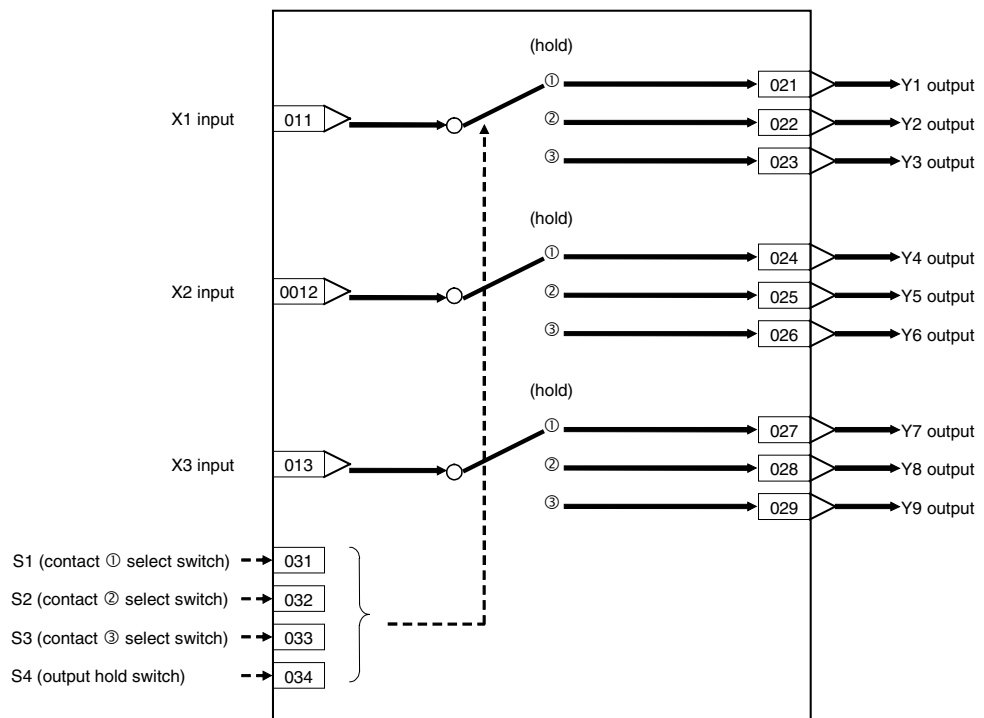 (hold)
① 021 Y1 output
X1 input 011 ② 022 Y2 output
③ 023 Y3 output
(hold)
① 024 Y4 output
X2 input 0012 ② 025 Y5 output
③ 026 Y6 output
(hold)
① 027 Y7 output
X3 input 013 ② 028 Y8 output
③ 029 Y9 output
S1 (contact ① select switch) 031
S2 (contact ② select switch) 032
S3 (contact ③ select switch) 033
S4 (output hold switch) 034